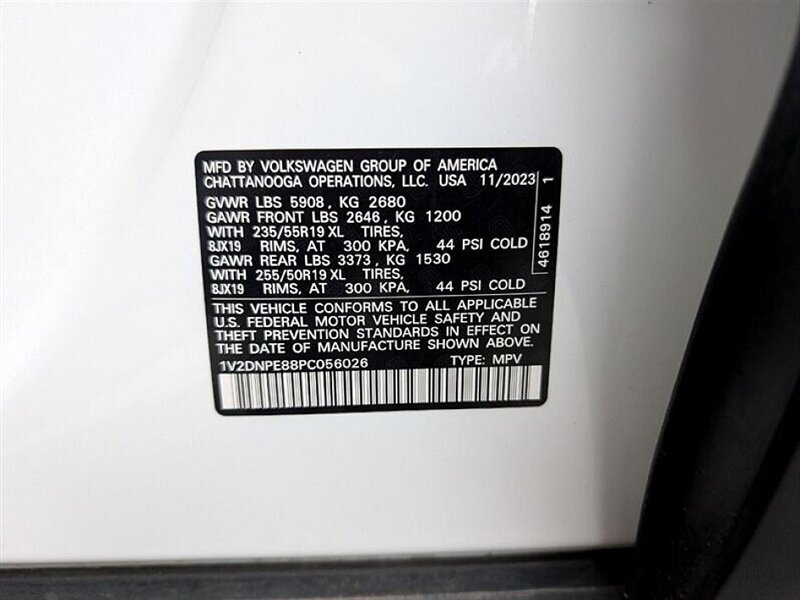 MFD BY VOLKSWAGEN GROUP OF AMERICA
CHATTANOOGA OPERATIONS, LLC. USA 11/2023
GVWR LBS 5908, KG 2680
GAWR FRONT LBS 2646, KG 1200
WITH 235/55R19 XL TIRES,
8JX19 RIMS, AT 300 KPA, 44 PSI COLD
GAWR REAR LBS 3373, KG 1530
WITH 255/50R19 XL TIRES,
8JX19 RIMS, AT 300 KPA, 44 PSI COLD
THIS VEHICLE CONFORMS TO ALL APPLICABLE
U.S. FEDERAL MOTOR VEHICLE SAFETY AND
THEFT PREVENTION STANDARDS IN EFFECT ON
THE DATE OF MANUFACTURE SHOWN ABOVE.
1V2DNPE88PC056026 TYPE: MPV
4618914 1